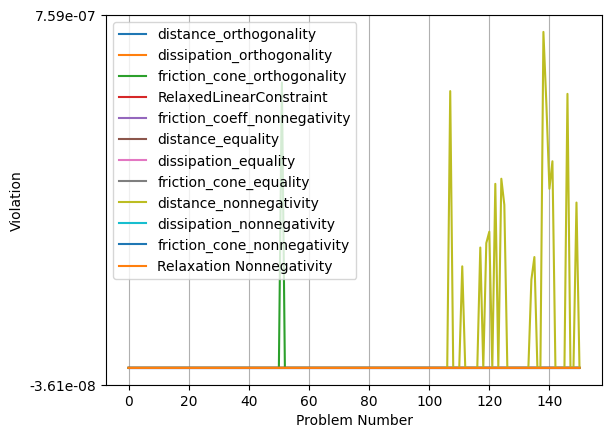 7.59e-07
distance_orthogonality
dissipation_orthogonality
friction_cone_orthogonality
RelaxedLinearConstraint
friction_coeff_nonnegativity
distance_equality
dissipation_equality
friction_cone_equality
distance_nonnegativity
dissipation_nonnegativity
friction_cone_nonnegativity
Relaxation Nonnegativity
Violation
-3.61e-08
0 20 40 60 80 100 120 140
Problem Number